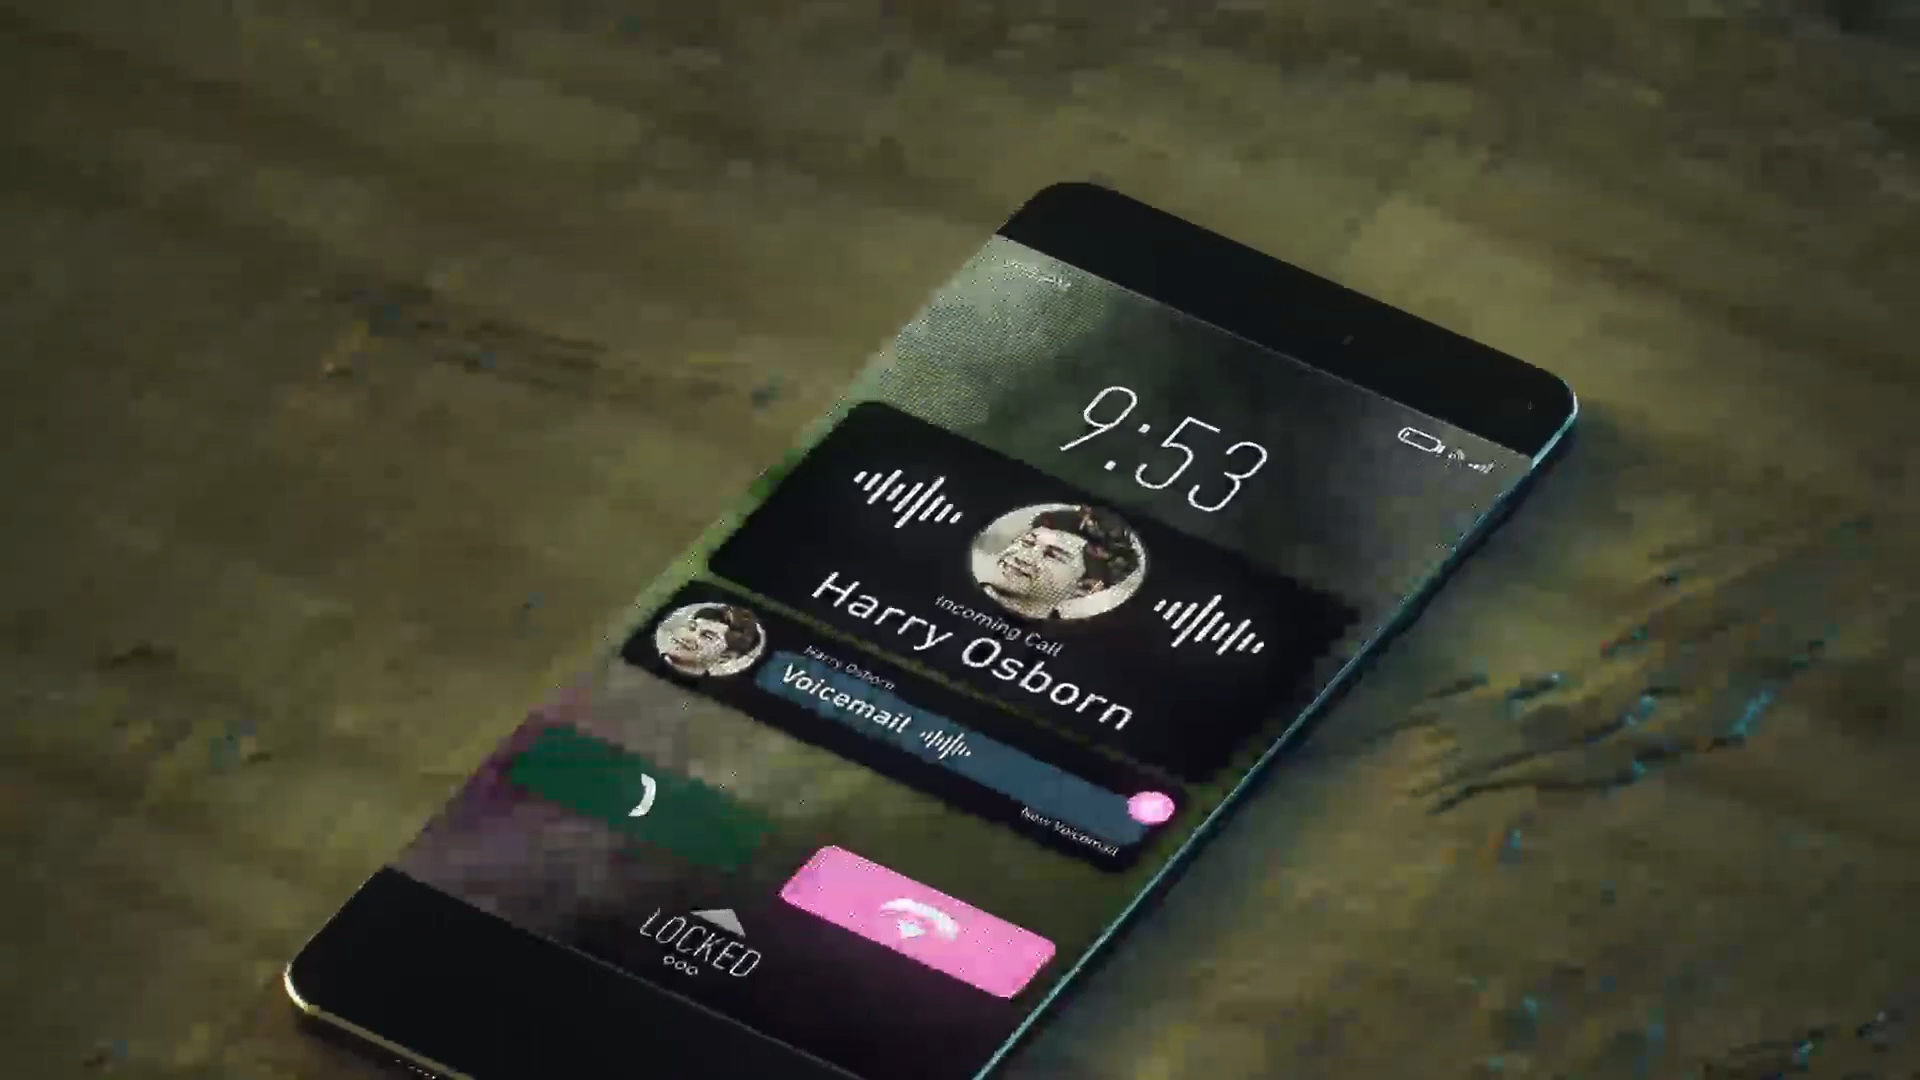 9:53
Incoming Call
Harry Osborn
Harry Osborn
Voicemail
New Voicemail
LOCKED